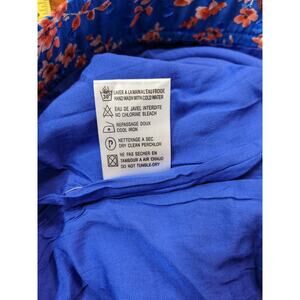 30°
LAVER A LA MAIN A L'EAU FROIDE
HAND WASH WITH COLD WATER
EAU DE JAVEL INTERDITE
NO CHLORINE BLEACH
REPASSAGE DOUX
COOL IRON
P
NETTOYAGE A SEC
DRY CLEAN PERCHLOR
NE PAS SECHER EN
TAMBOUR A AIR CHAUD
DO NOT TUMBLE-DRY